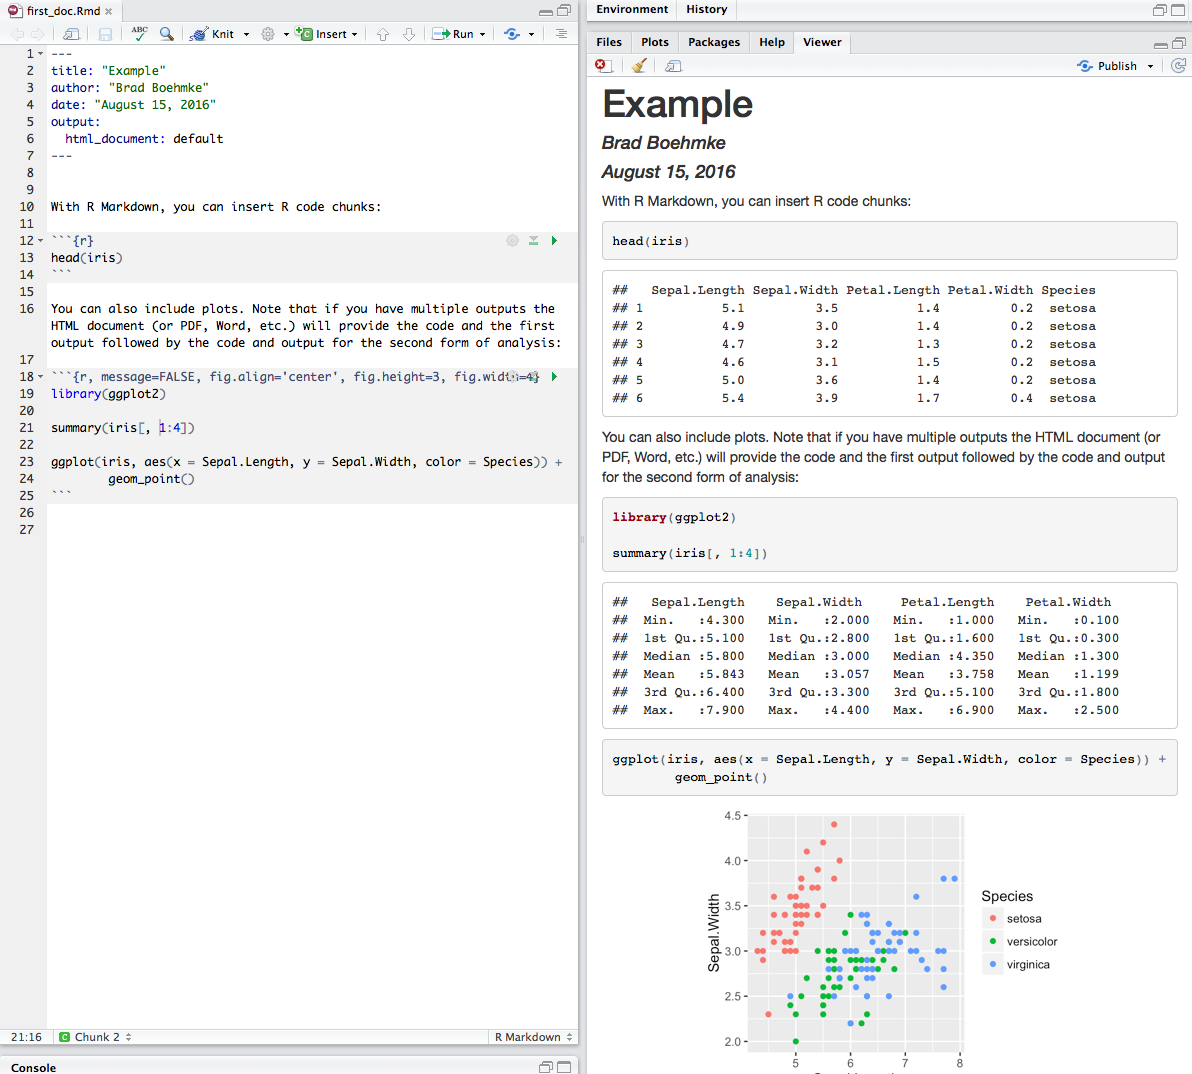 first_doc.Rmd
ABC
Knit
Insert
Run
1 ---
2 title: "Example"
3 author: "Brad Boehmke"
4 date: "August 15, 2016"
5 output:
6   html_document: default
7 ---
8
9
10 With R Markdown, you can insert R code chunks:
11
12 ```{r}
13 head(iris)
14 ```
15
16 You can also include plots. Note that if you have multiple outputs the
HTML document (or PDF, Word, etc.) will provide the code and the first
output followed by the code and output for the second form of analysis:
17
18 ```{r, message=FALSE, fig.align='center', fig.height=3, fig.width=4}
19 library(ggplot2)
20
21 summary(iris[, 1:4])
22
23 ggplot(iris, aes(x = Sepal.Length, y = Sepal.Width, color = Species)) +
24         geom_point()
25 ```
26
27
21:16 C Chunk 2 R Markdown
Console
Environment History
Files Plots Packages Help Viewer
Publish
Example
Brad Boehmke
August 15, 2016
With R Markdown, you can insert R code chunks:
head(iris)
##   Sepal.Length Sepal.Width Petal.Length Petal.Width Species
## 1          5.1         3.5          1.4         0.2  setosa
## 2          4.9         3.0          1.4         0.2  setosa
## 3          4.7         3.2          1.3         0.2  setosa
## 4          4.6         3.1          1.5         0.2  setosa
## 5          5.0         3.6          1.4         0.2  setosa
## 6          5.4         3.9          1.7         0.4  setosa
You can also include plots. Note that if you have multiple outputs the HTML document (or
PDF, Word, etc.) will provide the code and the first output followed by the code and output
for the second form of analysis:
library(ggplot2)
summary(iris[, 1:4])
##   Sepal.Length    Sepal.Width     Petal.Length    Petal.Width
##  Min.   :4.300   Min.   :2.000   Min.   :1.000   Min.   :0.100
##  1st Qu.:5.100   1st Qu.:2.800   1st Qu.:1.600   1st Qu.:0.300
##  Median :5.800   Median :3.000   Median :4.350   Median :1.300
##  Mean   :5.843   Mean   :3.057   Mean   :3.758   Mean   :1.199
##  3rd Qu.:6.400   3rd Qu.:3.300   3rd Qu.:5.100   3rd Qu.:1.800
##  Max.   :7.900   Max.   :4.400   Max.   :6.900   Max.   :2.500
ggplot(iris, aes(x = Sepal.Length, y = Sepal.Width, color = Species)) +
        geom_point()
4.5
4.0
3.5
3.0
2.5
2.0
Sepal.Width
5 6 7 8
Species
setosa
versicolor
virginica